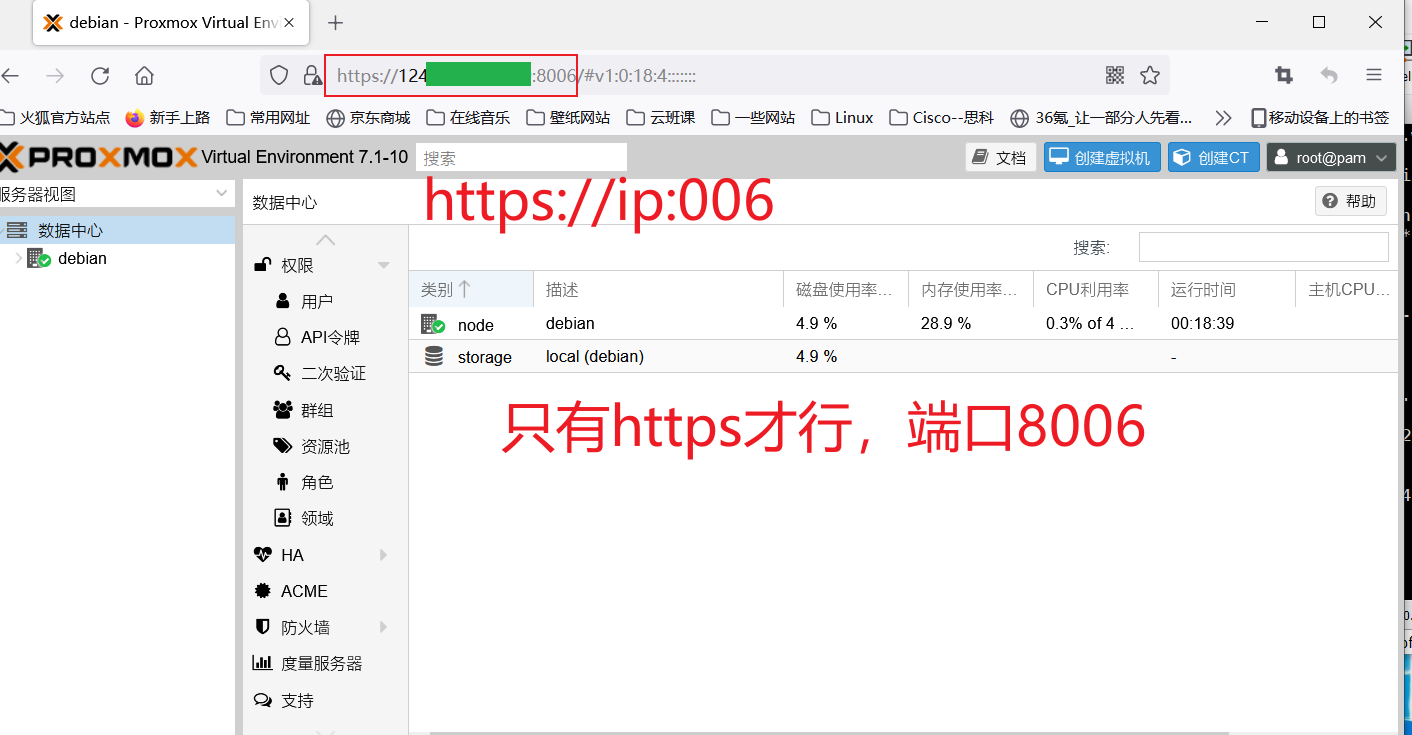 debian - Proxmox Virtual Env
https://124 :8006/#v1:0:18:4:::::::
火狐官方站点 新手上路 常用网址 京东商城 在线音乐 壁纸网站 云班课 一些网站 Linux Cisco--思科 36氪_让一部分人先看... 移动设备上的书签
PROXMOX Virtual Environment 7.1-10 搜索 文档 创建虚拟机 创建CT root@pam
服务器视图
数据中心
debian
数据中心 帮助
https://ip:006
搜索:
权限
用户
API令牌
二次验证
群组
资源池
角色
领域
HA
ACME
防火墙
度量服务器
支持
类别 描述 磁盘使用率... 内存使用率... CPU利用率 运行时间 主机CPU...
node debian 4.9 % 28.9 % 0.3% of 4 ... 00:18:39
storage local (debian) 4.9 % -
只有https才行，端口8006